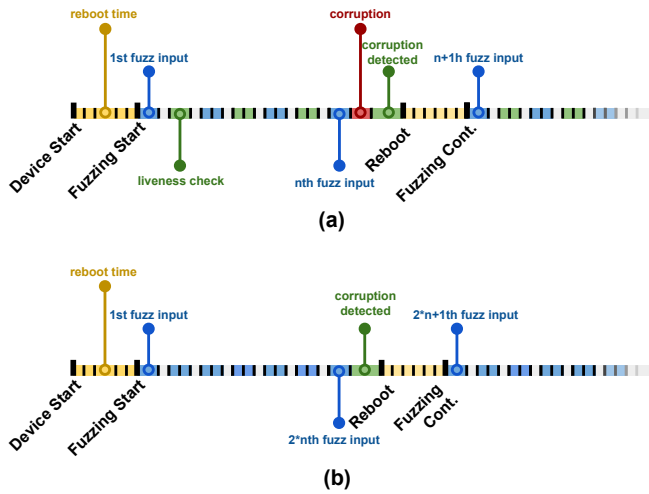 reboot time
corruption
1st fuzz input
corruption
detected
n+1h fuzz input
Device Start
Fuzzing Start
liveness check
nth fuzz input
Reboot
Fuzzing Cont.
(a)
reboot time
1st fuzz input
corruption
detected
2*n+1th fuzz input
Device Start
Fuzzing Start
2*nth fuzz input
Reboot
Fuzzing
Cont.
(b)